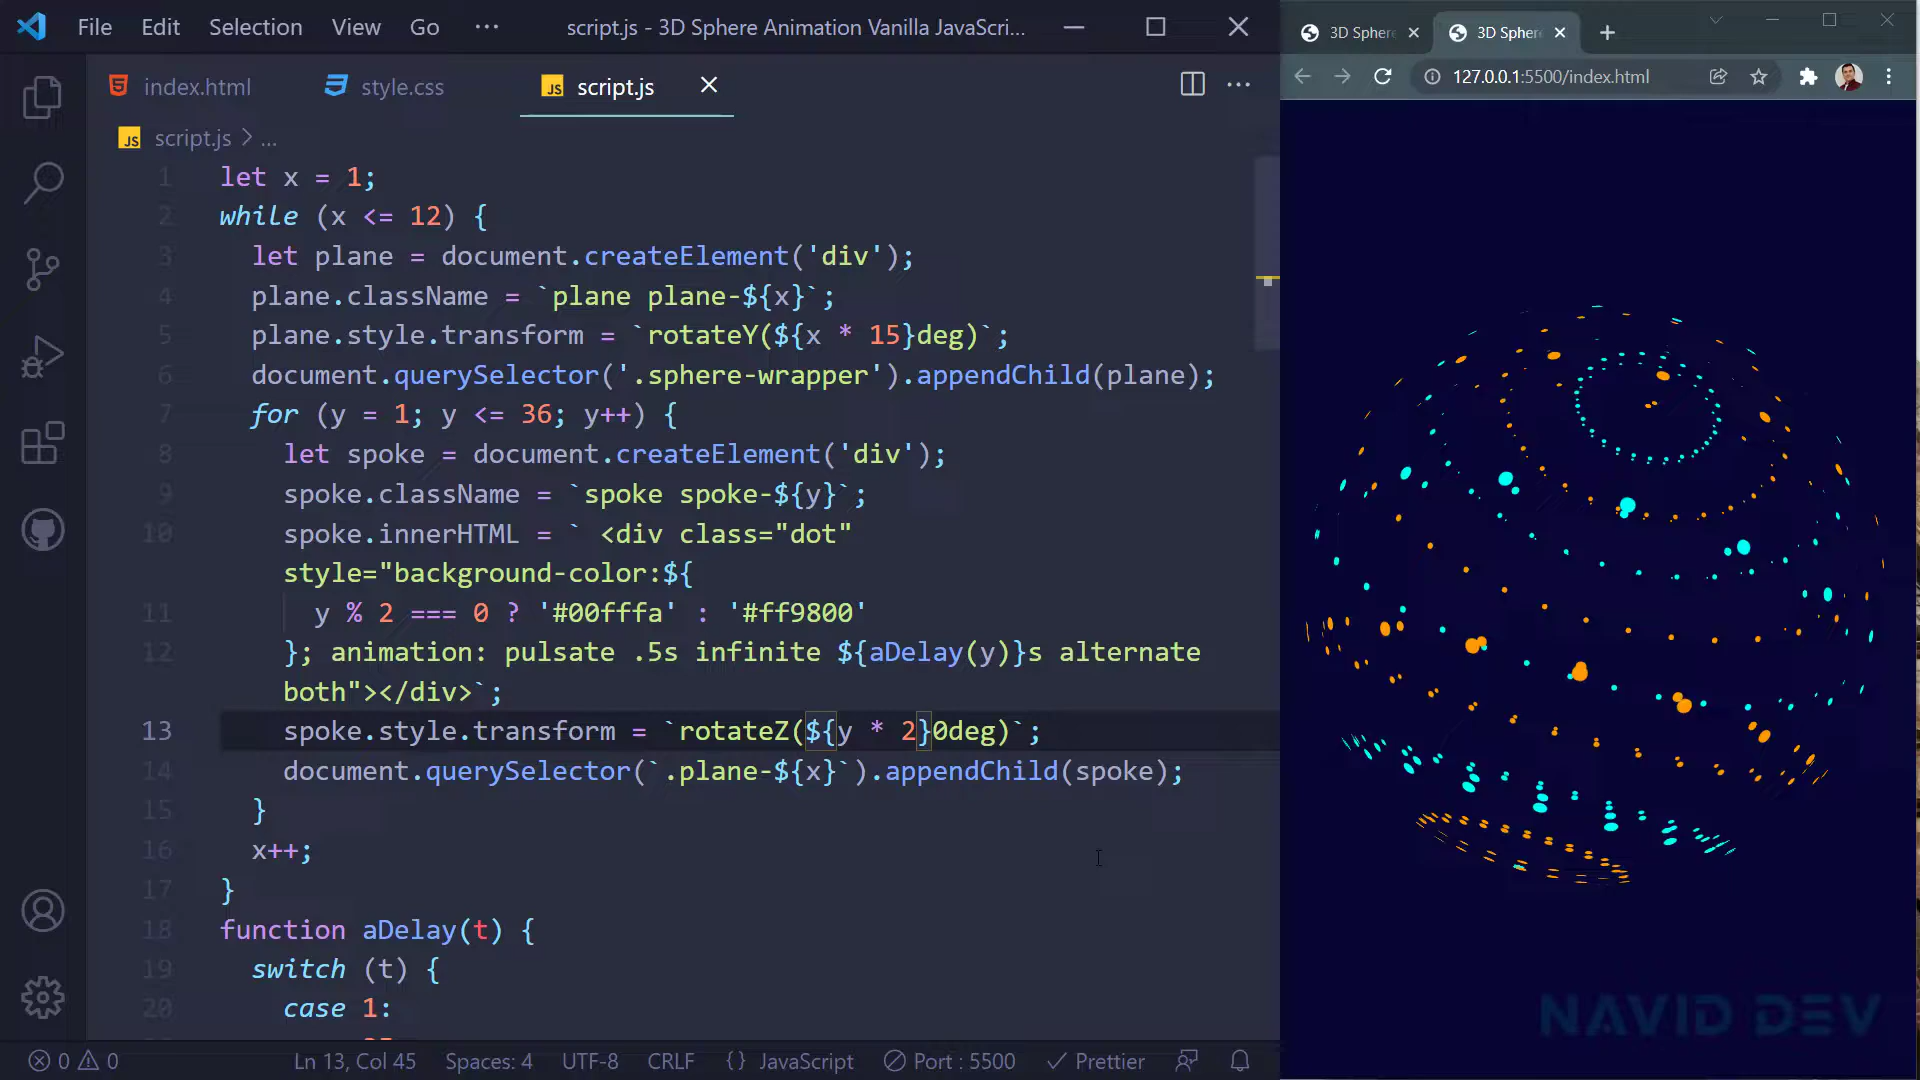 File Edit Selection View Go ··· script.js - 3D Sphere Animation Vanilla JavaScri...
index.html style.css script.js
script.js > ...
1 let x = 1;
2 while (x <= 12) {
3 let plane = document.createElement('div');
4 plane.className = `plane plane-${x}`;
5 plane.style.transform = `rotateY(${x * 15}deg)`;
6 document.querySelector('.sphere-wrapper').appendChild(plane);
7 for (y = 1; y <= 36; y++) {
8 let spoke = document.createElement('div');
9 spoke.className = `spoke spoke-${y}`;
10 spoke.innerHTML = ` <div class="dot"
style="background-color:${
11 y % 2 === 0 ? '#00fffa' : '#ff9800'
12 }; animation: pulsate .5s infinite ${aDelay(y)}s alternate
both"></div>`;
13 spoke.style.transform = `rotateZ(${y * 2}0deg)`;
14 document.querySelector(`.plane-${x}`).appendChild(spoke);
15 }
16 x++;
17 }
18 function aDelay(t) {
19 switch (t) {
20 case 1:
0 0 Ln 13, Col 45 Spaces: 4 UTF-8 CRLF {} JavaScript Port : 5500 Prettier
3D Sphere 3D Sphere
127.0.0.1:5500/index.html
NAVID DEV